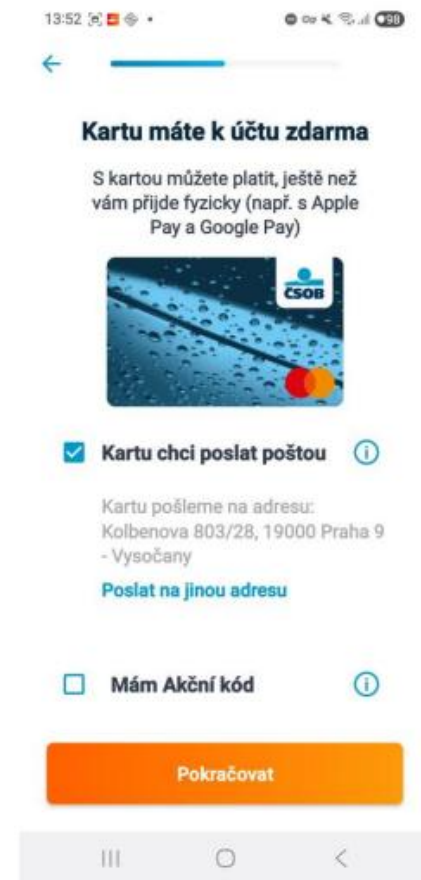 13:52
98
Kartu máte k účtu zdarma
S kartou můžete platit, ještě než
vám přijde fyzicky (např. s Apple
Pay a Google Pay)
ČSOB
Kartu chci poslat poštou
Kartu pošleme na adresu:
Kolbenova 803/28, 19000 Praha 9
- Vysočany
Poslat na jinou adresu
Mám Akční kód
Pokračovat